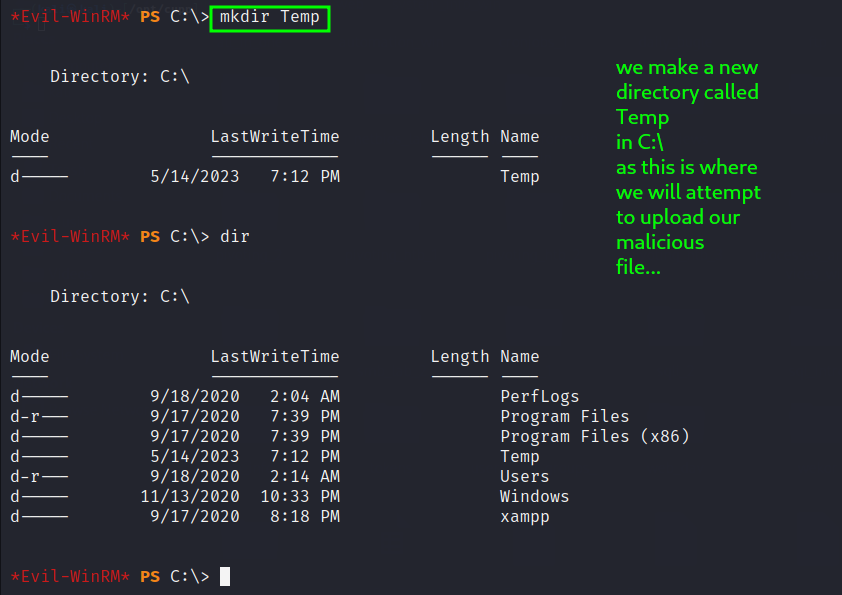 *Evil-WinRM* PS C:\> mkdir Temp
we make a new
directory called
Temp
in C:\
as this is where
we will attempt
to upload our
malicious
file...
Directory: C:\
Mode LastWriteTime Length Name
---- ------------- ------ ----
d----- 5/14/2023 7:12 PM Temp
*Evil-WinRM* PS C:\> dir
Directory: C:\
Mode LastWriteTime Length Name
---- ------------- ------ ----
d----- 9/18/2020 2:04 AM PerfLogs
d-r--- 9/17/2020 7:39 PM Program Files
d----- 9/17/2020 7:39 PM Program Files (x86)
d----- 5/14/2023 7:12 PM Temp
d-r--- 9/18/2020 2:14 AM Users
d----- 11/13/2020 10:33 PM Windows
d----- 9/17/2020 8:18 PM xampp
*Evil-WinRM* PS C:\>